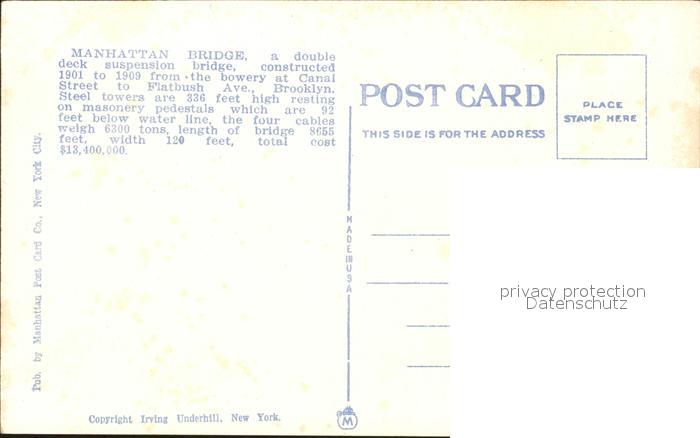 MANHATTAN BRIDGE, a double
deck suspension bridge, constructed
1901 to 1909 from the bowery at Canal
Street to Flatbush Ave., Brooklyn.
Steel towers are 336 feet high resting
on masonery pedestals which are 92
feet below water line, the four cables
weigh 6300 tons, length of bridge 8655
feet, width 120 feet, total cost
$13,400,000.
Pub. by Manhattan Post Card Co., New York City.
Copyright Irving Underhill, New York.
MADE IN USA
M
POST CARD
THIS SIDE IS FOR THE ADDRESS
PLACE
STAMP HERE
privacy protection
Datenschutz